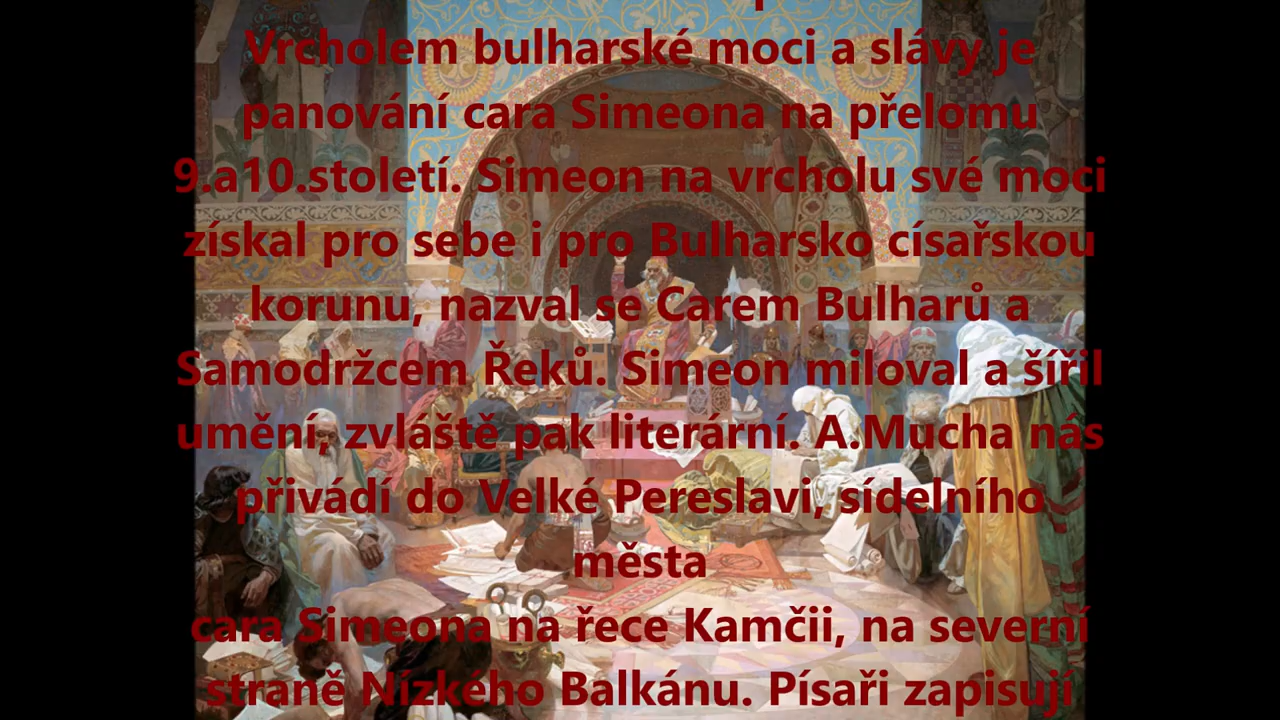 Vrcholem bulharské moci a slávy je
panování cara Simeona na přelomu
9.a10.století. Simeon na vrcholu své moci
získal pro sebe i pro Bulharsko císařskou
korunu, nazval se Carem Bulharů a
Samodržcem Řeků. Simeon miloval a šířil
umění, zvláště pak literární. A.Mucha nás
přivádí do Velké Pereslavi, sídelního
města
cara Simeona na řece Kamčii, na severní
straně Nízkého Balkánu. Písaři zapisují